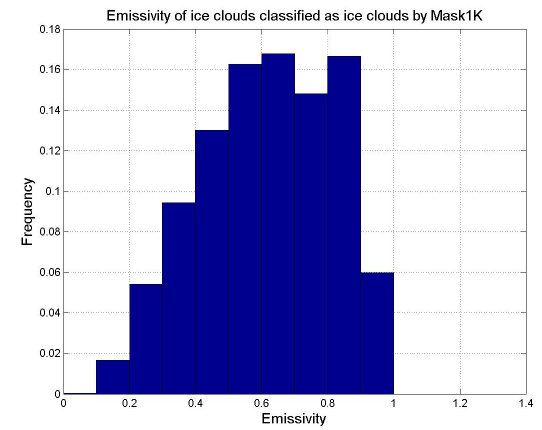 Emissivity of ice clouds classified as ice clouds by Mask1K
0.18
0.16
0.14
0.12
0.1
0.08
0.06
0.04
0.02
0
Frequency
0 0.2 0.4 0.6 0.8 1 1.2 1.4
Emissivity